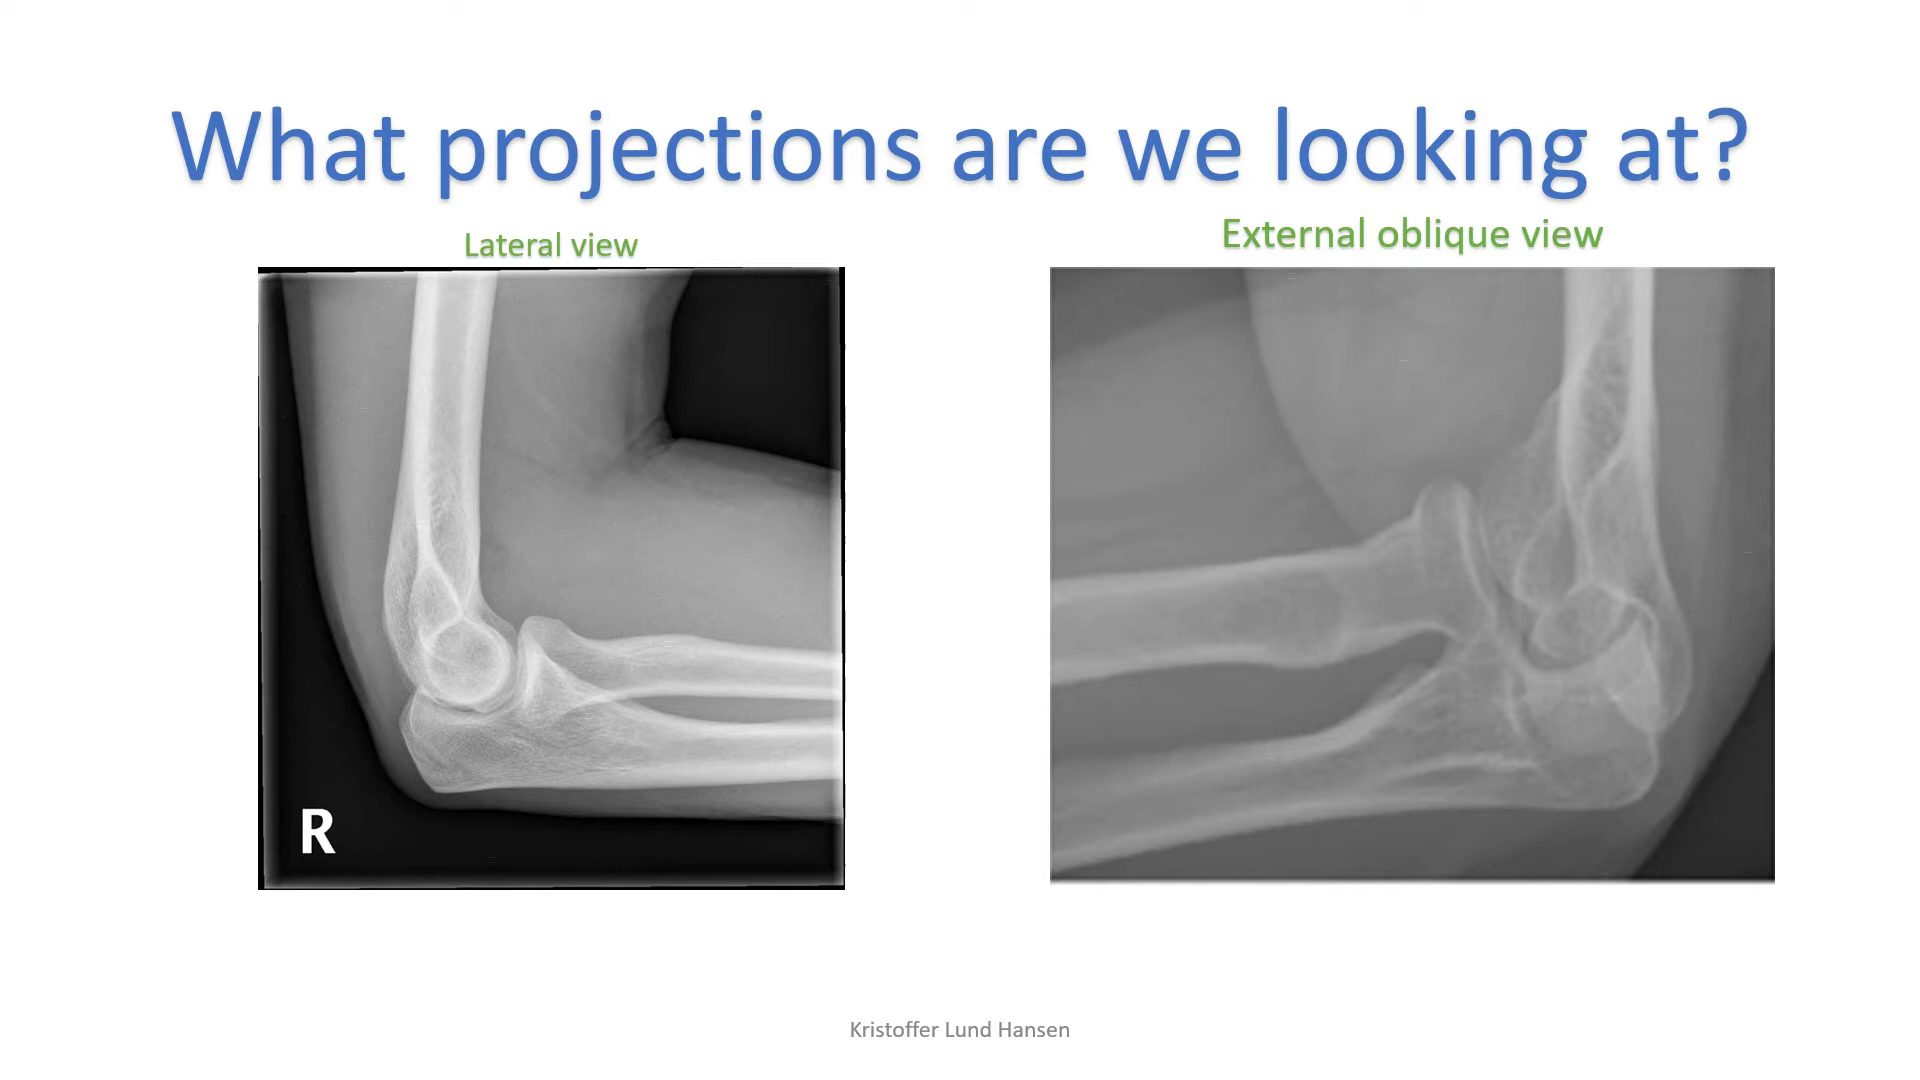 What projections are we looking at?
Lateral view
External oblique view
R
Kristoffer Lund Hansen